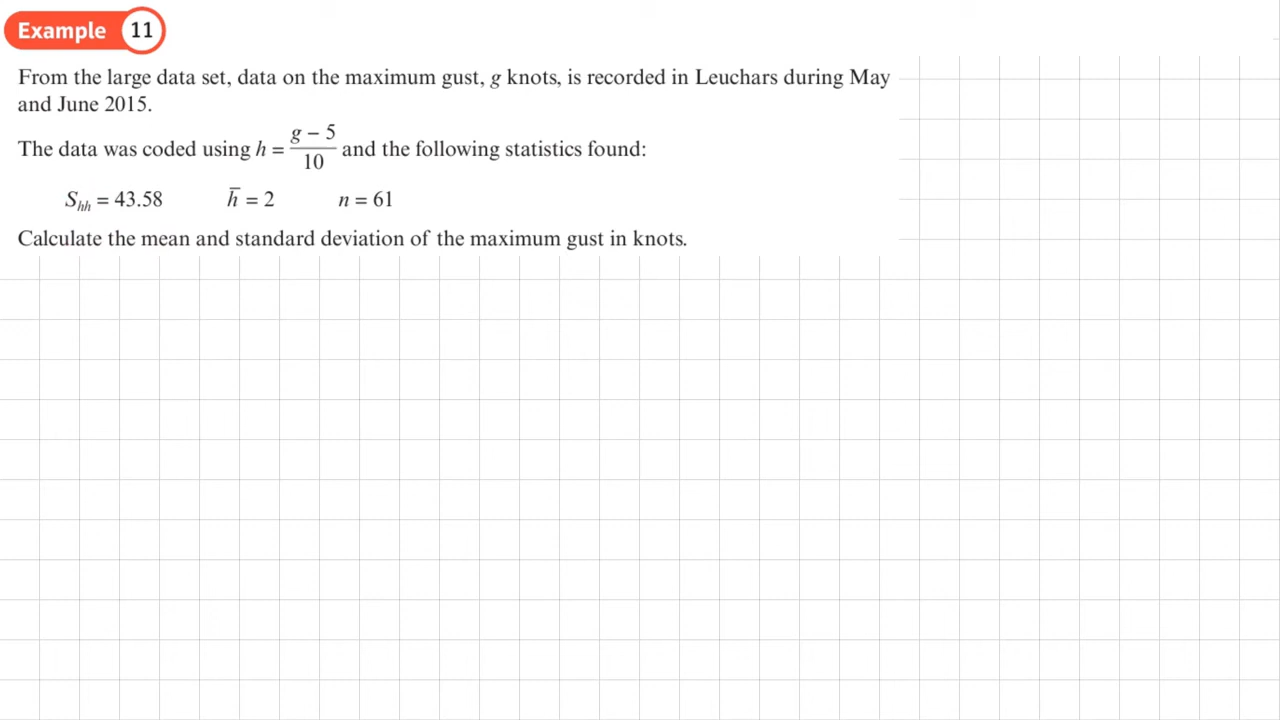 Example 11
From the large data set, data on the maximum gust, g knots, is recorded in Leuchars during May
and June 2015.
The data was coded using h = (g − 5)/10 and the following statistics found:
Sₕₕ = 43.58 h̄ = 2 n = 61
Calculate the mean and standard deviation of the maximum gust in knots.